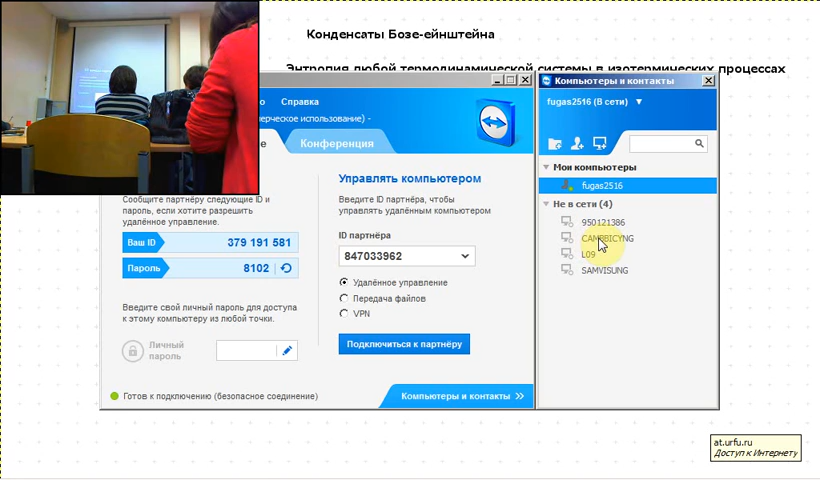 Конденсаты Бозе-ейнштейна
Энтропия любой термодинамической системы в изотермических процессах
Справка
ерческое использование) -
е
Конференция
Сообщите партнёру следующие ID и
пароль, если хотите разрешить
удалённое управление.
Ваш ID
379 191 581
Пароль
8102
Введите свой личный пароль для доступа
к этому компьютеру из любой точки.
Личный
пароль
Готов к подключению (безопасное соединение)
Управлять компьютером
Введите ID партнёра, чтобы
управлять удалённым компьютером
ID партнёра
847033962
Удалённое управление
Передача файлов
VPN
Подключиться к партнёру
Компьютеры и контакты >>
Компьютеры и контакты
fugas2516 (В сети)
Мои компьютеры
fugas2516
Не в сети (4)
950121386
CAMBBICYNG
L09
SAMVISUNG
at.urfu.ru
Доступ к Интернету